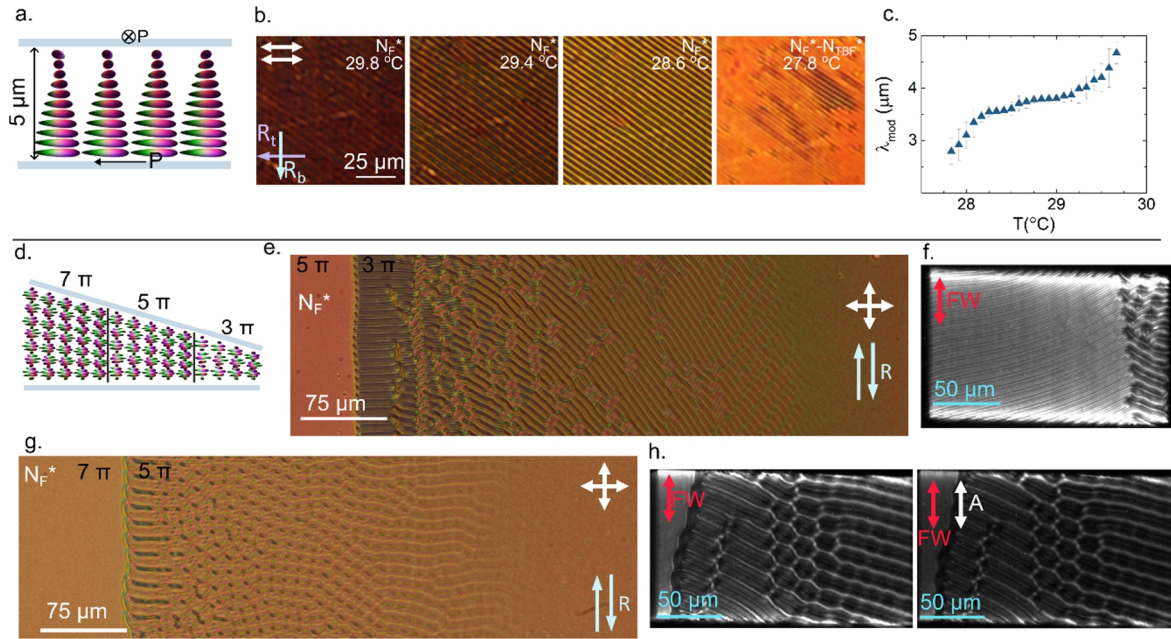 a.
⊗P
5 μm
P
b.
N_F*
29.8 °C
R_t
R_b
25 μm
N_F*
29.4 °C
N_F*
28.6 °C
N_F*-N_TBF*
27.8 °C
c.
5
4
3
λ_mod (μm)
28
29
30
T(°C)
d.
7 π
5 π
3 π
e.
5 π
3 π
N_F*
R
75 μm
f.
FW
50 μm
g.
N_F*
7 π
5 π
R
75 μm
h.
FW
50 μm
FW
A
50 μm